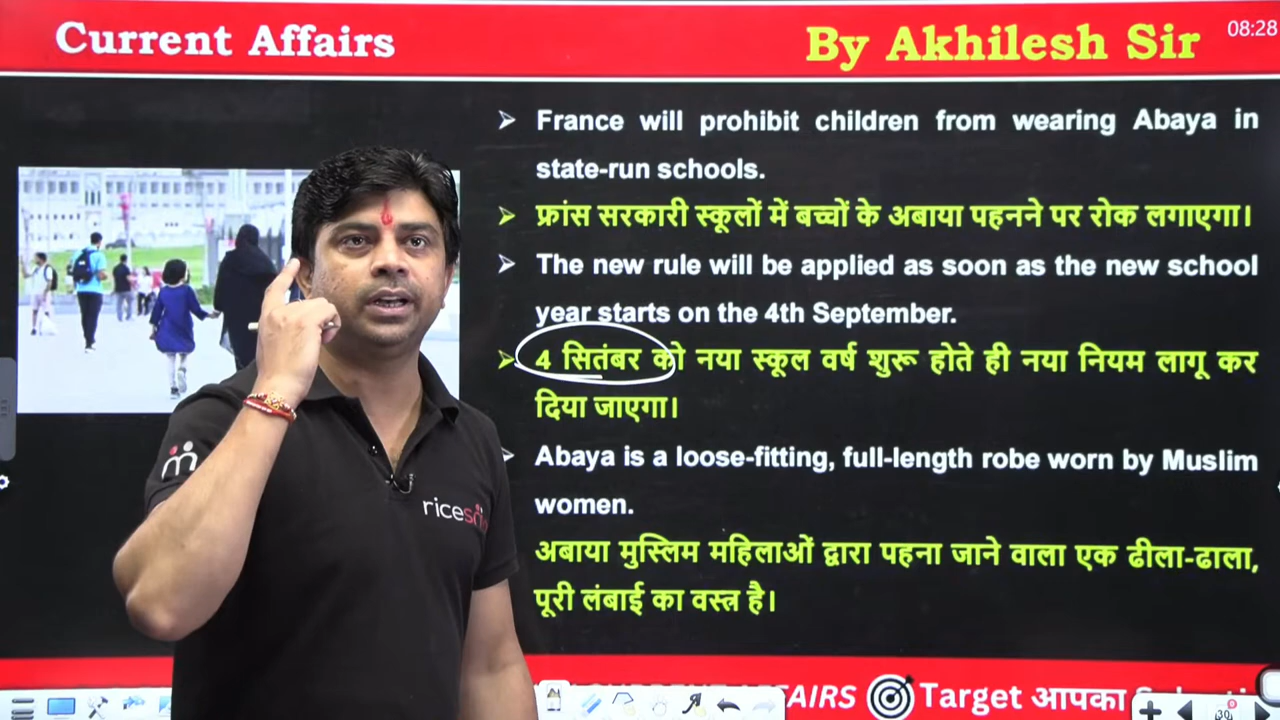 Current Affairs
By Akhilesh Sir
08:28
France will prohibit children from wearing Abaya in
state-run schools.
फ्रांस सरकारी स्कूलों में बच्चों के अबाया पहनने पर रोक लगाएगा।
The new rule will be applied as soon as the new school
year starts on the 4th September.
4 सितंबर को नया स्कूल वर्ष शुरू होते ही नया नियम लागू कर
दिया जाएगा।
Abaya is a loose-fitting, full-length robe worn by Muslim
women.
अबाया मुस्लिम महिलाओं द्वारा पहना जाने वाला एक ढीला-ढाला,
पूरी लंबाई का वस्त्र है।
Target आपका
30